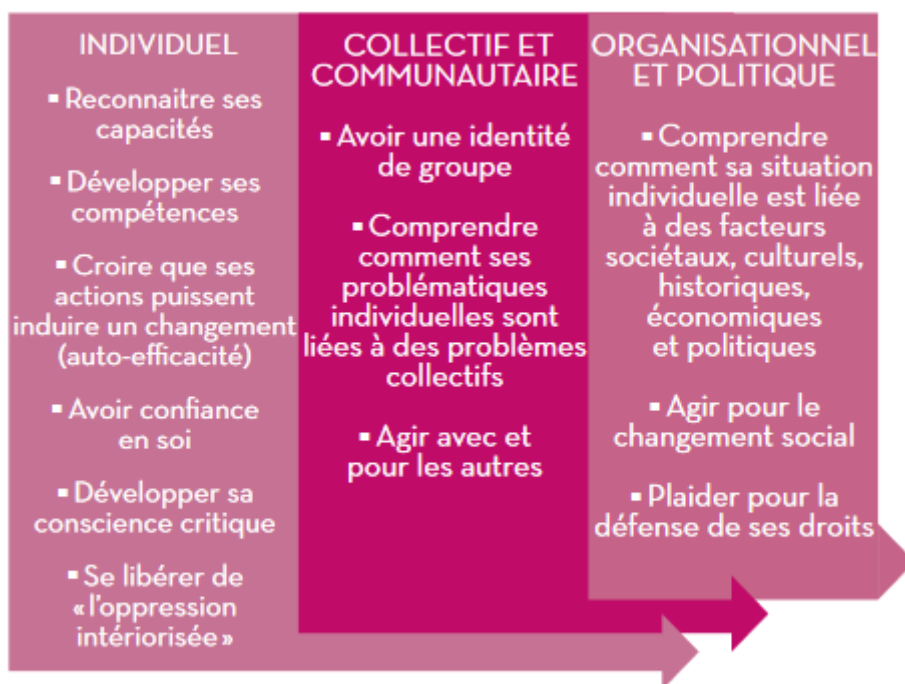 INDIVIDUEL
▪ Reconnaitre ses
capacités
▪ Développer ses
compétences
▪ Croire que ses
actions puissent
induire un changement
(auto-efficacité)
▪ Avoir confiance
en soi
▪ Développer sa
conscience critique
▪ Se libérer de
«l'oppression
intériorisée»
COLLECTIF ET
COMMUNAUTAIRE
▪ Avoir une identité
de groupe
▪ Comprendre
comment ses
problématiques
individuelles sont
liées à des problèmes
collectifs
▪ Agir avec et
pour les autres
ORGANISATIONNEL
ET POLITIQUE
▪ Comprendre
comment sa situation
individuelle est liée
à des facteurs
sociétaux, culturels,
historiques,
économiques
et politiques
▪ Agir pour le
changement social
▪ Plaider pour la
défense de ses droits